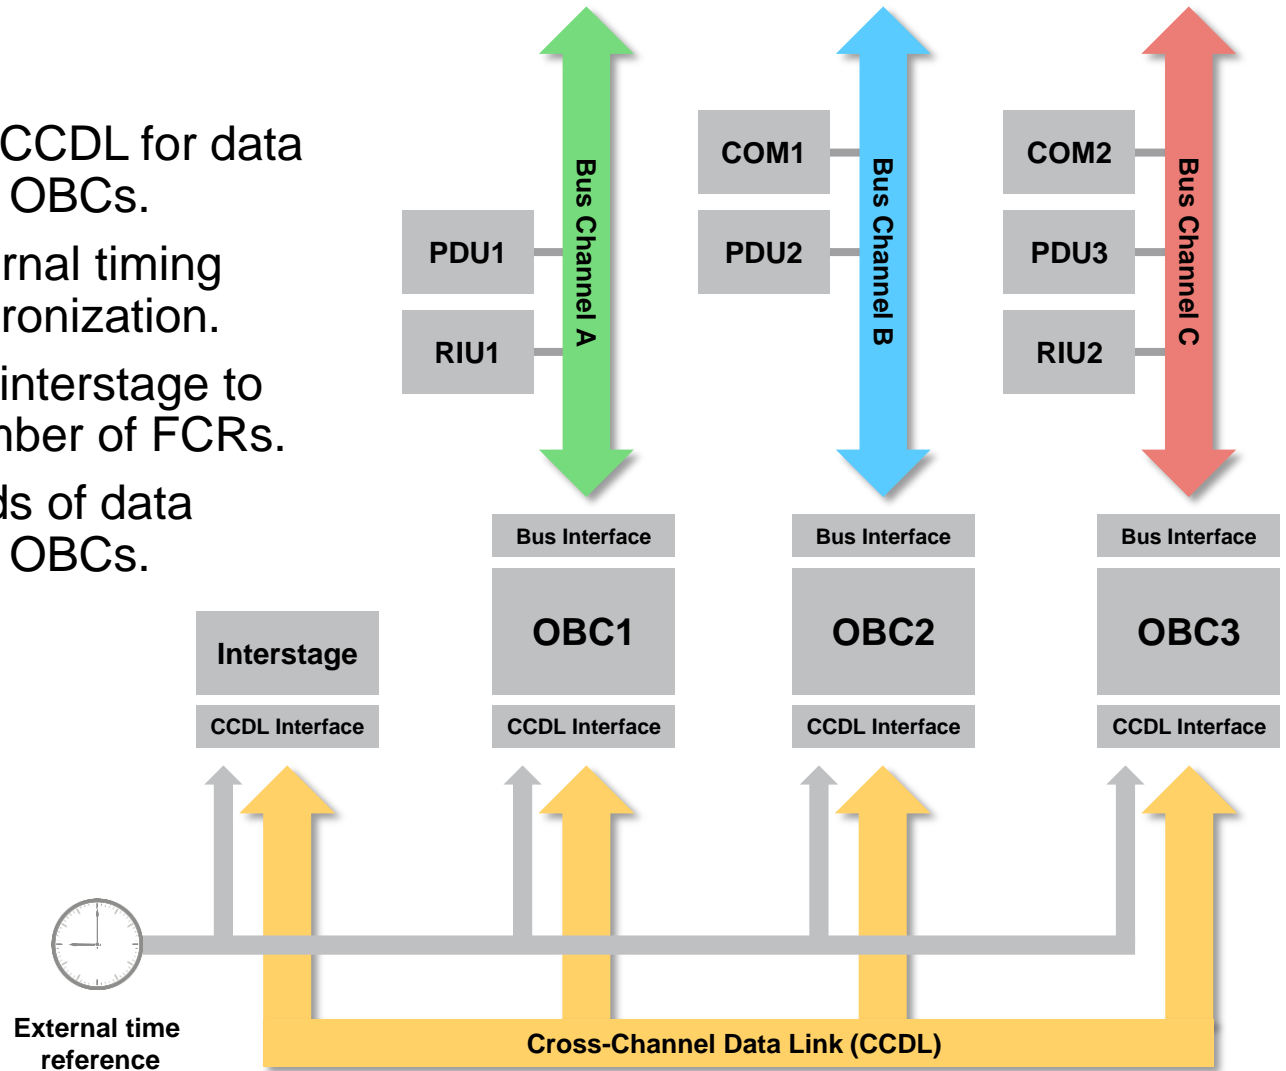 CCDL for data
OBCs.
rnal timing
ronization.
interstage to
nber of FCRs.
ds of data
OBCs.
Bus Channel A
Bus Channel B
Bus Channel C
COM1
COM2
PDU1
PDU2
PDU3
RIU1
RIU2
Bus Interface
Bus Interface
Bus Interface
Interstage
OBC1
OBC2
OBC3
CCDL Interface
CCDL Interface
CCDL Interface
CCDL Interface
External time
reference
Cross-Channel Data Link (CCDL)